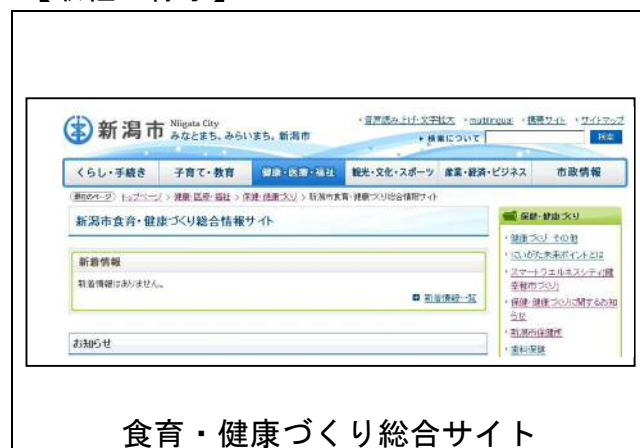 新潟市 Niigata City
みなとまち、みらいまち。新潟市
音声読み上げ・文字拡大 ・multilingual ・携帯サイト ・サイトマップ
検索について 検索
くらし・手続き 子育て・教育 健康・医療・福祉 観光・文化・スポーツ 産業・経済・ビジネス 市政情報
前のページ トップページ > 健康・医療・福祉 > 保健・健康づくり > 新潟市食育・健康づくり総合情報サイト
新潟市食育・健康づくり総合情報サイト
新着情報
新着情報はありません。
新着情報一覧
お知らせ
保健・健康づくり
・健康づくり その他
・にいがた未来ポイントとは
・スマートウエルネスシティ(健
幸都市づくり)
・保健・健康づくりに関するお知
らせ
・新潟市保健所
・歯科保健
食育・健康づくり総合サイト